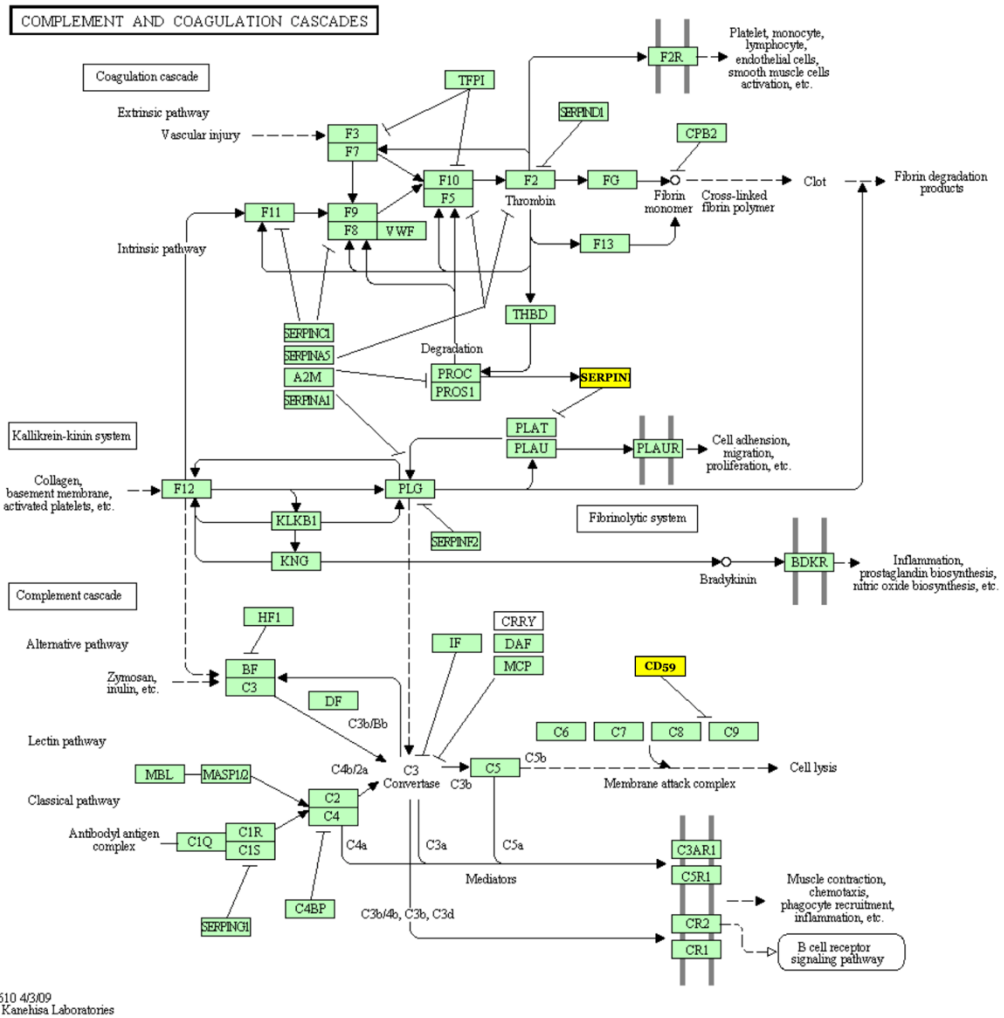 COMPLEMENT AND COAGULATION CASCADES
Platelet, monocyte,
lymphocyte,
endothelial cells,
smooth muscle cells
activation, etc.
F2R
Coagulation cascade
TFPI
Extrinsic pathway
Vascular injury
F3
F7
SERPIND1
CPB2
F10
F5
F2
Thrombin
FG
Fibrin
monomer
Cross-linked
fibrin polymer
Clot
Fibrin degradation
products
F11
F9
F8
VWF
F13
Intrinsic pathway
THBD
SERPINC1
SERPINA5
A2M
SERPINA1
Degradation
PROC
PROS1
SERPIN
PLAT
PLAU
PLAUR
Cell adhension,
migration,
proliferation, etc.
Kallikrein-kinin system
Collagen,
basement membrane,
activated platelets, etc.
F12
PLG
KLKB1
KNG
SERPINF2
Fibrinolytic system
Bradykinin
BDKR
Inflammation,
prostaglandin biosynthesis,
nitric oxide biosynthesis, etc.
Complement cascade
Alternative pathway
HF1
IF
CRRY
DAF
MCP
CD59
Zymosan,
inulin, etc.
BF
C3
DF
C3b/Bb
C6
C7
C8
C9
Lectin pathway
MBL
MASP1/2
C4b/2a
C3
Convertase
C3b
C5
C5b
Membrane attack complex
Cell lysis
Classical pathway
C2
C4
Antibodyl antigen
complex
C1Q
C1R
C1S
C4a
C3a
C5a
Mediators
C3AR1
C5R1
CR2
CR1
Muscle contraction,
chemotaxis,
phagocyte recruitment,
inflammation, etc.
SERPING1
C4BP
C3b/4b, C3b, C3d
B cell receptor
signaling pathway
510 4/3/09
Kanehisa Laboratories